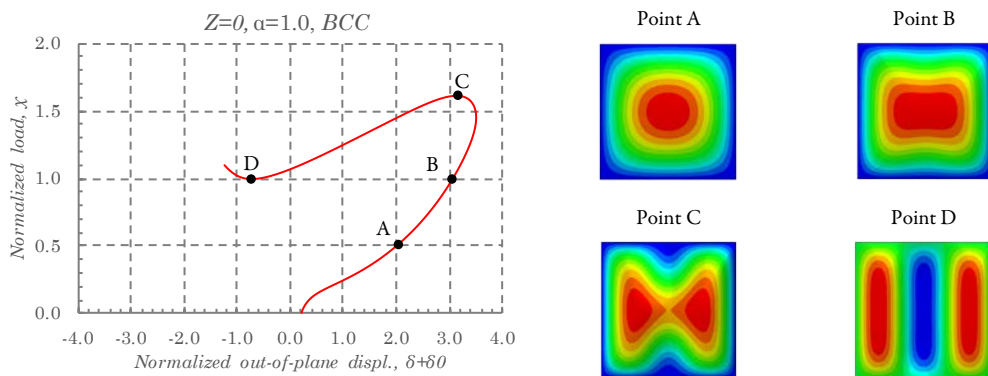 Z=0, α=1.0, BCC
Normalized load, x
2.0
1.5
1.0
0.5
0.0
-4.0 -3.0 -2.0 -1.0 0.0 1.0 2.0 3.0 4.0
Normalized out-of-plane displ., δ+δ0
A
B
C
D
Point A
Point B
Point C
Point D